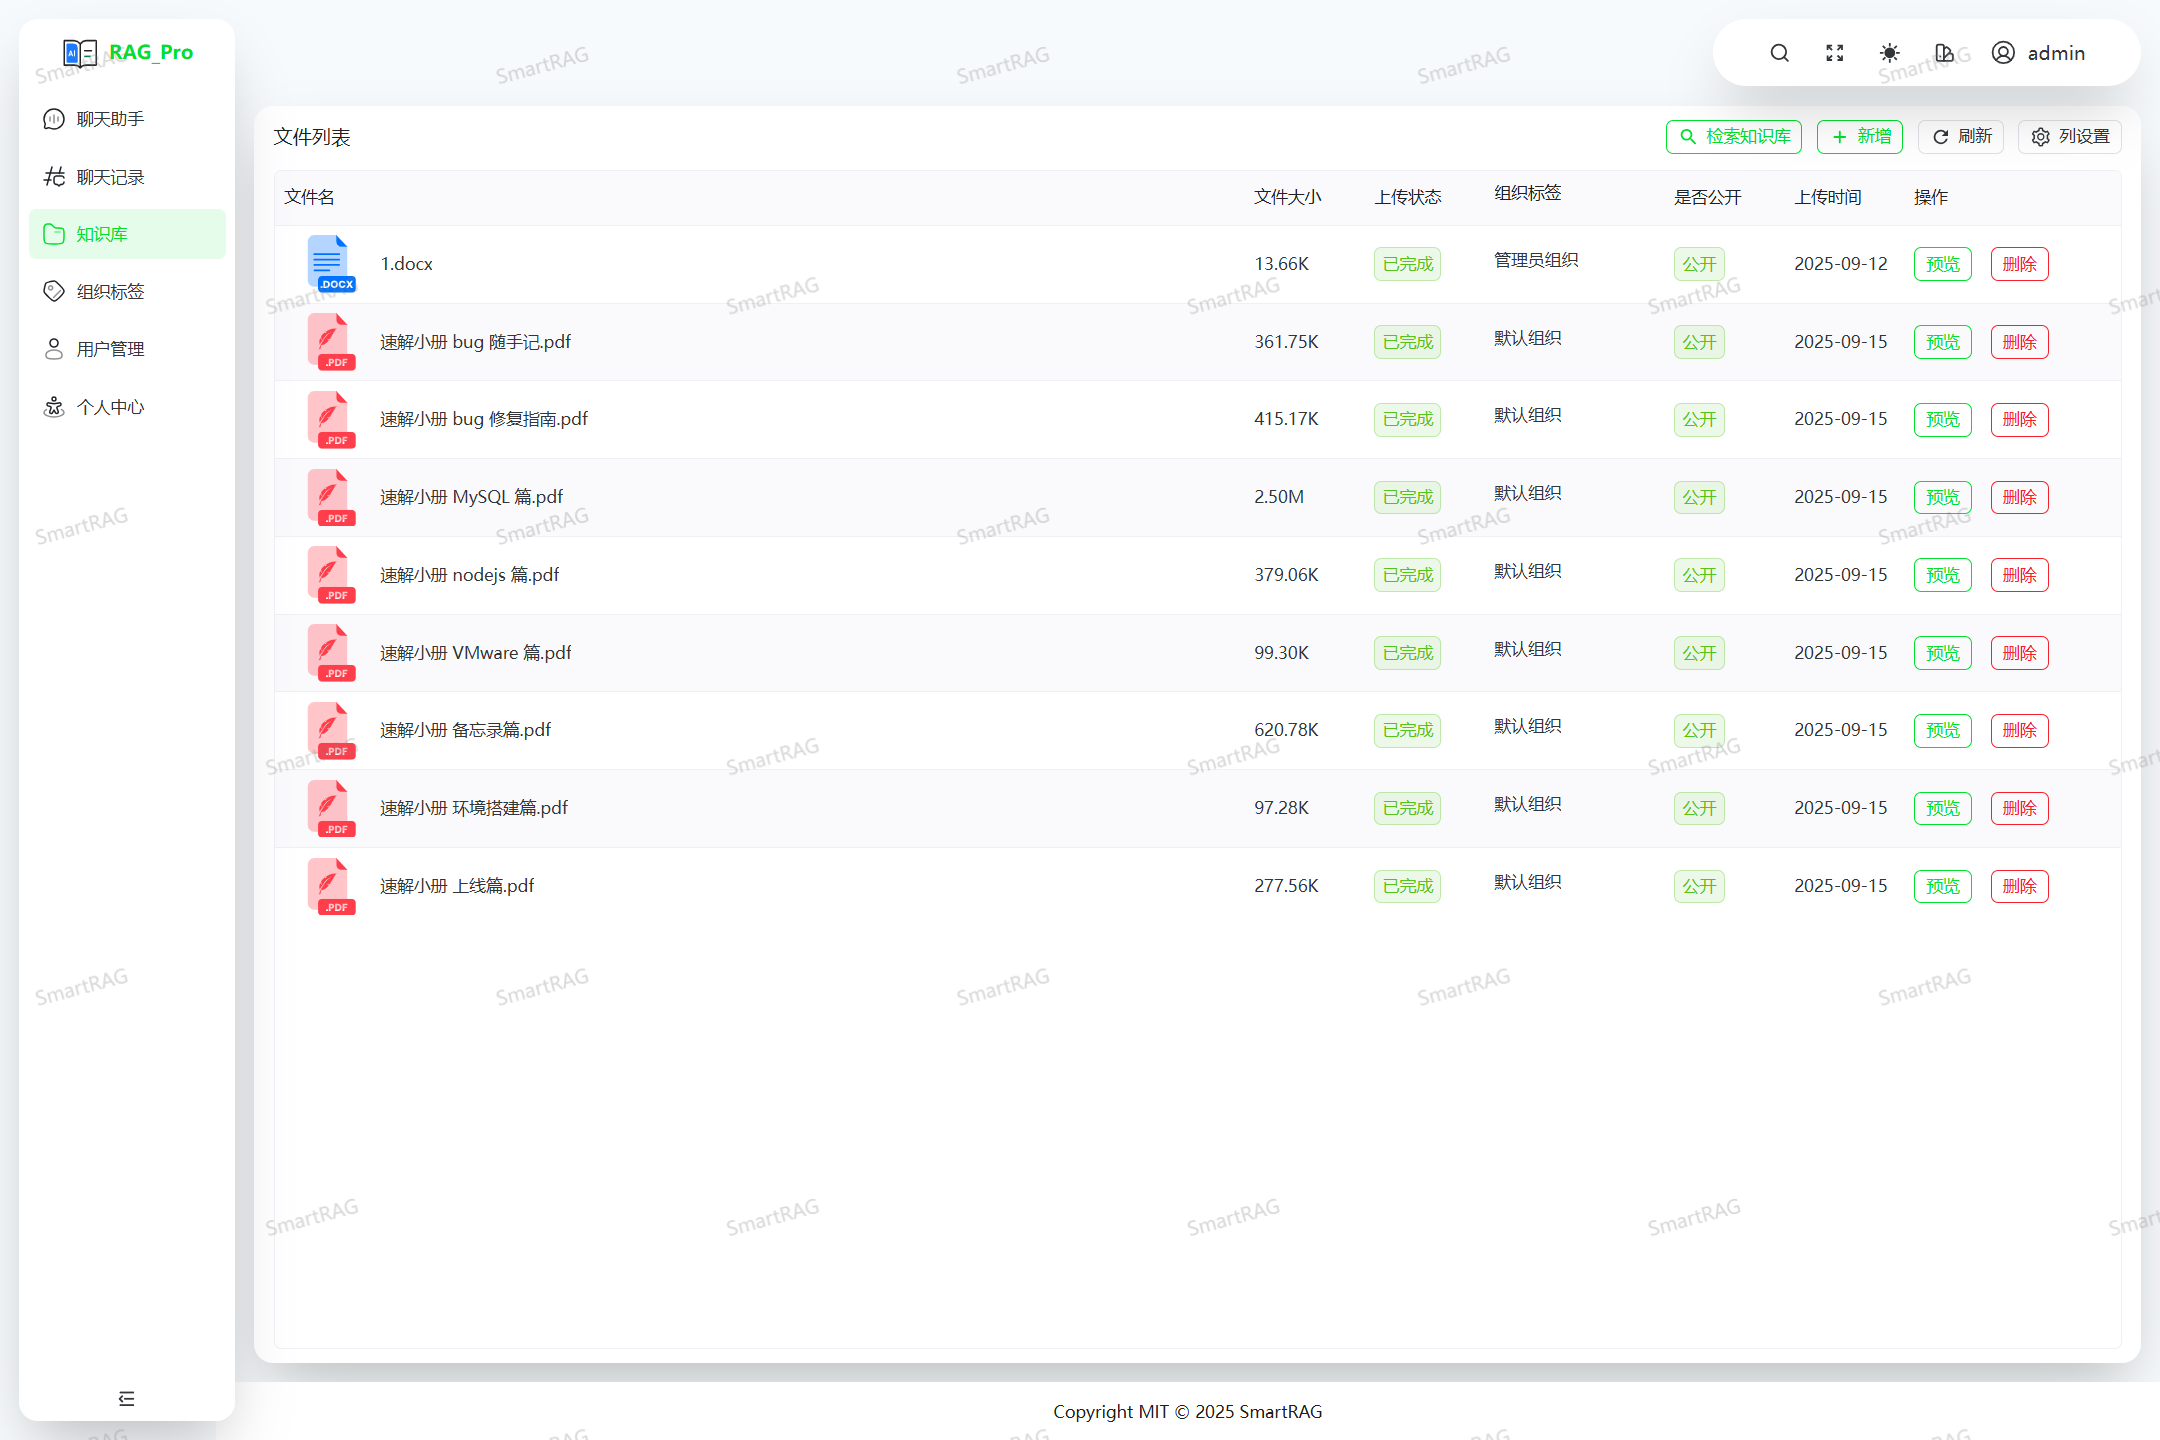 RAG_Pro
聊天助手
聊天记录
知识库
组织标签
用户管理
个人中心
admin
文件列表
检索知识库
新增
刷新
列设置
文件名 文件大小 上传状态 组织标签 是否公开 上传时间 操作
.DOCX 1.docx 13.66K 已完成 管理员组织 公开 2025-09-12 预览 删除
.PDF 速解小册 bug 随手记.pdf 361.75K 已完成 默认组织 公开 2025-09-15 预览 删除
.PDF 速解小册 bug 修复指南.pdf 415.17K 已完成 默认组织 公开 2025-09-15 预览 删除
.PDF 速解小册 MySQL 篇.pdf 2.50M 已完成 默认组织 公开 2025-09-15 预览 删除
.PDF 速解小册 nodejs 篇.pdf 379.06K 已完成 默认组织 公开 2025-09-15 预览 删除
.PDF 速解小册 VMware 篇.pdf 99.30K 已完成 默认组织 公开 2025-09-15 预览 删除
.PDF 速解小册 备忘录篇.pdf 620.78K 已完成 默认组织 公开 2025-09-15 预览 删除
.PDF 速解小册 环境搭建篇.pdf 97.28K 已完成 默认组织 公开 2025-09-15 预览 删除
.PDF 速解小册 上线篇.pdf 277.56K 已完成 默认组织 公开 2025-09-15 预览 删除
Copyright MIT © 2025 SmartRAG
SmartRAG